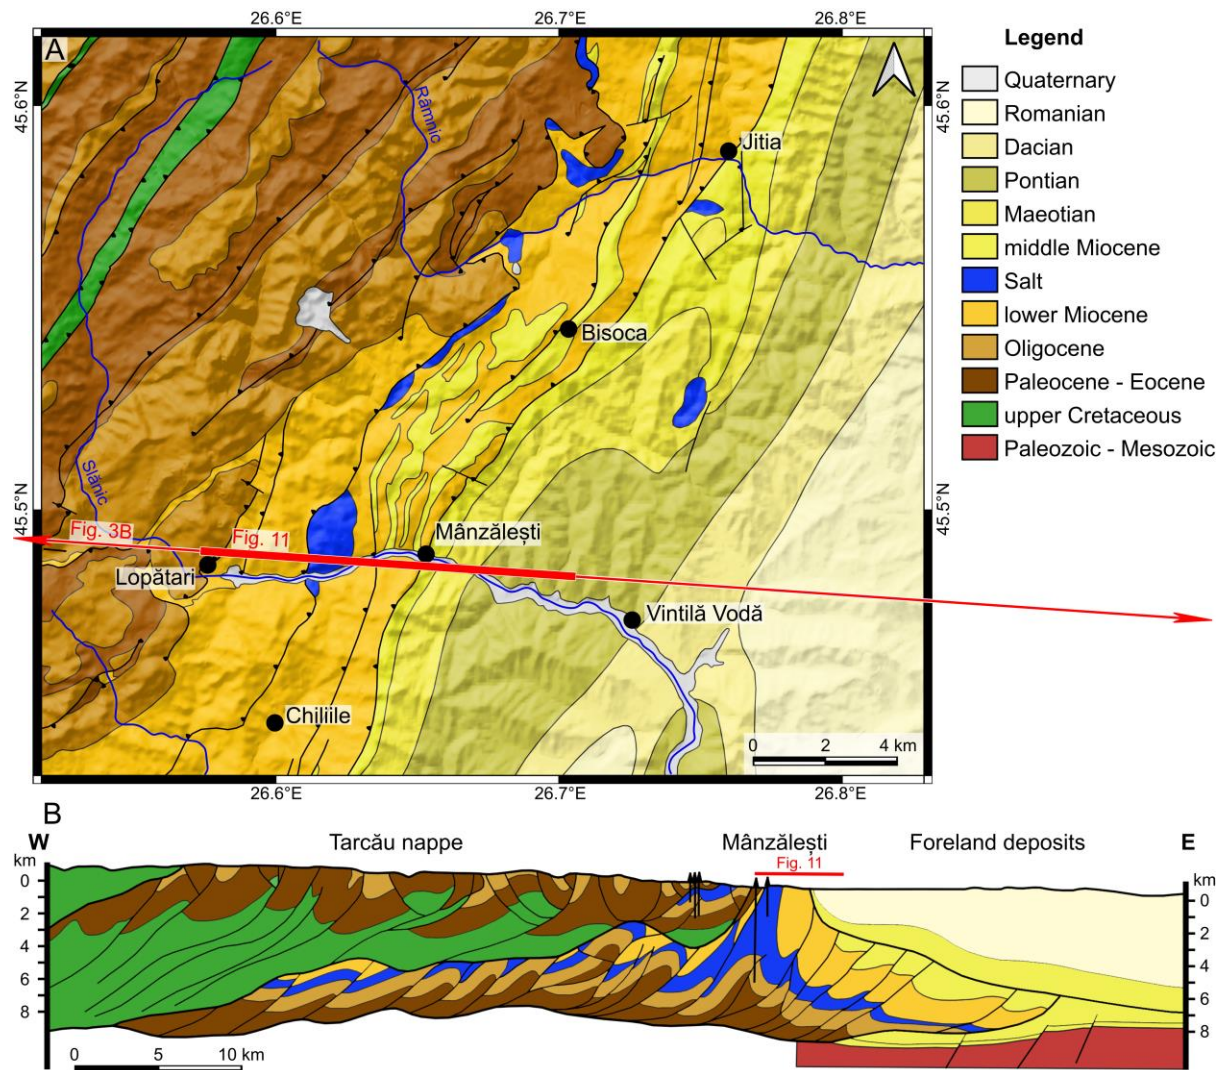 A
26.6°E
26.7°E
26.8°E
45.6°N
45.6°N
Râmnic
Jitia
Bisoca
45.5°N
45.5°N
Slănic
Fig. 3B
Fig. 11
Mânzălești
Lopătari
Vintilă Vodă
Chiliile
0 2 4 km
26.6°E
26.7°E
26.8°E
Legend
Quaternary
Romanian
Dacian
Pontian
Maeotian
middle Miocene
Salt
lower Miocene
Oligocene
Paleocene - Eocene
upper Cretaceous
Paleozoic - Mesozoic
B
W
Tarcău nappe
Mânzălești
Foreland deposits
E
Fig. 11
km
0
2
4
6
8
km
0
2
4
6
8
0 5 10 km